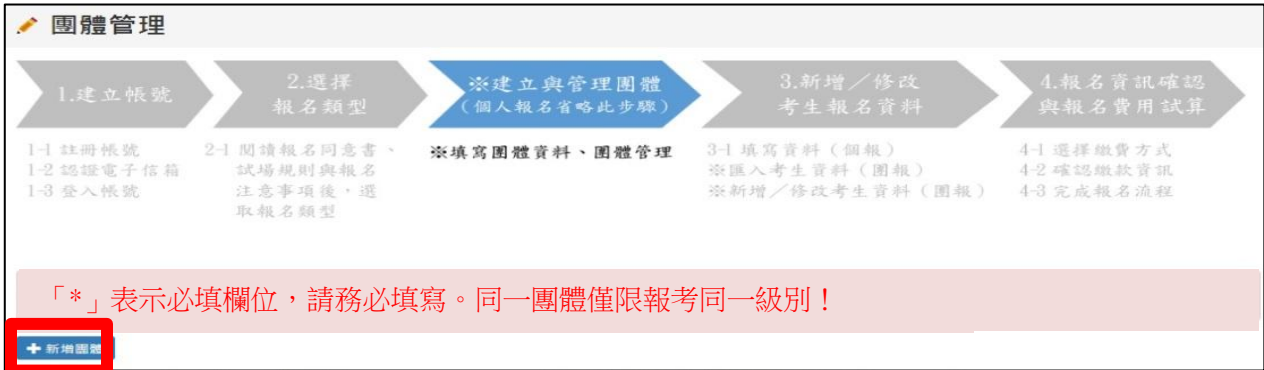 團體管理
1.建立帳號
2.選擇
報名類型
※建立與管理團體
(個人報名省略此步驟)
3.新增／修改
考生報名資料
4.報名資訊確認
與報名費用試算
1-1 註冊帳號
1-2 認證電子信箱
1-3 登入帳號
2-1 閱讀報名同意書、
試場規則與報名
注意事項後，選
取報名類型
※填寫團體資料、團體管理
3-1 填寫資料（個報）
※匯入考生資料（團報）
※新增／修改考生資料（團報）
4-1 選擇繳費方式
4-2 確認繳款資訊
4-3 完成報名流程
「*」表示必填欄位，請務必填寫。同一團體僅限報考同一級別！
新增團體